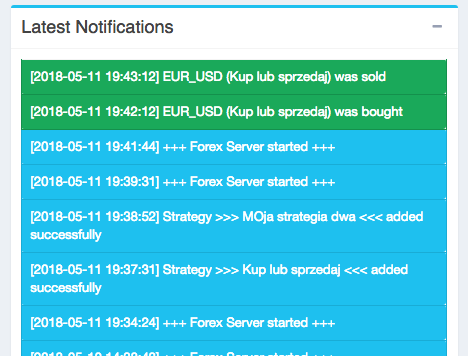 Latest Notifications
[2018-05-11 19:43:12] EUR_USD (Kup lub sprzedaj) was sold
[2018-05-11 19:42:12] EUR_USD (Kup lub sprzedaj) was bought
[2018-05-11 19:41:44] +++ Forex Server started +++
[2018-05-11 19:39:31] +++ Forex Server started +++
[2018-05-11 19:38:52] Strategy >>> MOja strategia dwa <<< added
successfully
[2018-05-11 19:37:31] Strategy >>> Kup lub sprzedaj <<< added
successfully
[2018-05-11 19:34:24] +++ Forex Server started +++